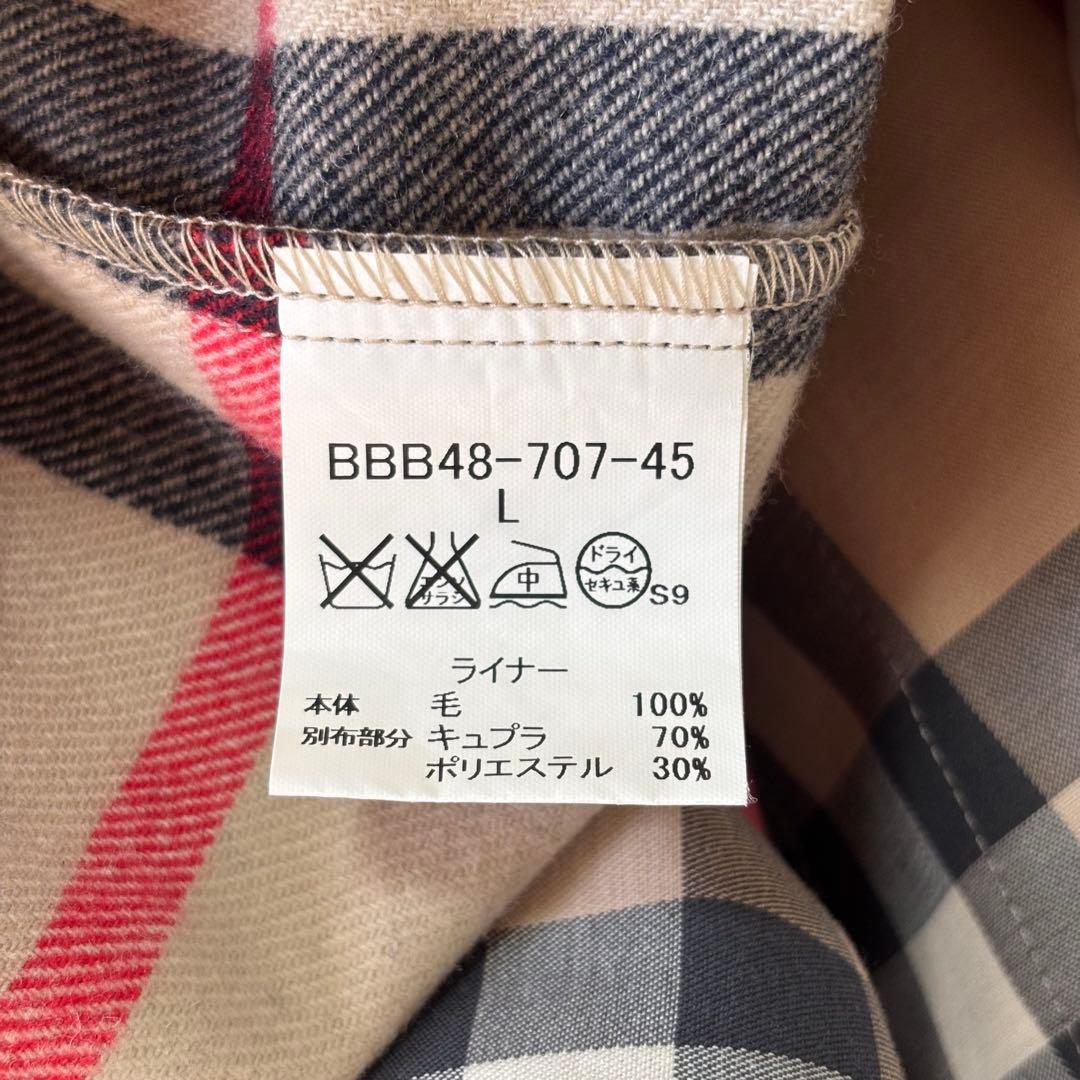 BBB48-707-45
L
エンソ
サラシ
中
ドライ
セキユ系
S9
ライナー
本体 毛 100%
別布部分 キュプラ 70%
ポリエステル 30%